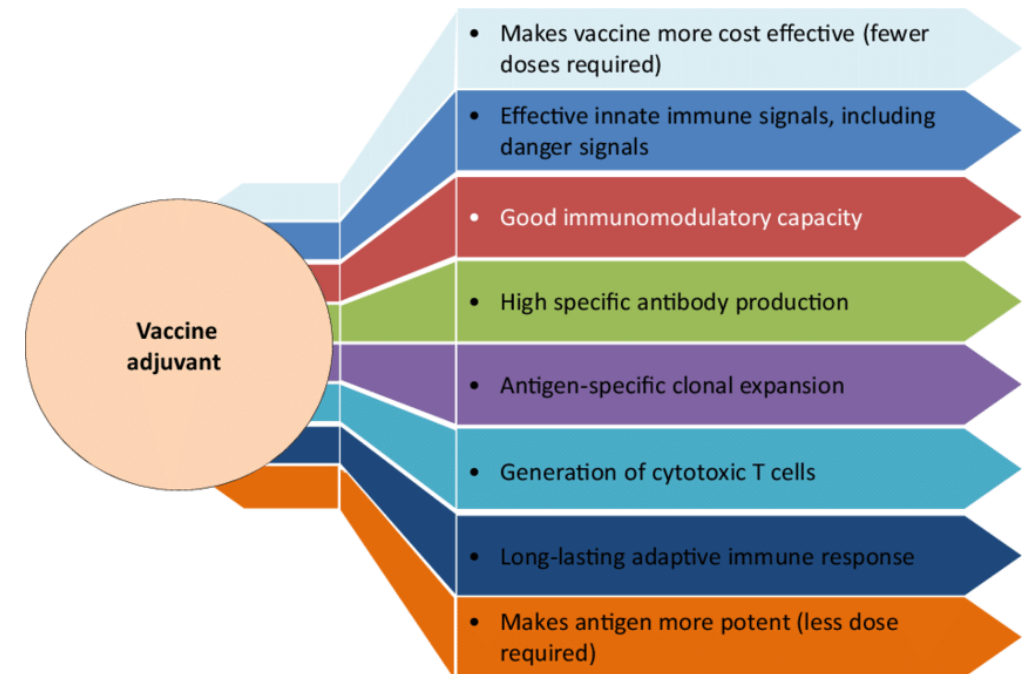 • Makes vaccine more cost effective (fewer
doses required)
• Effective innate immune signals, including
danger signals
• Good immunomodulatory capacity
• High specific antibody production
Vaccine
adjuvant
• Antigen-specific clonal expansion
• Generation of cytotoxic T cells
• Long-lasting adaptive immune response
• Makes antigen more potent (less dose
required)